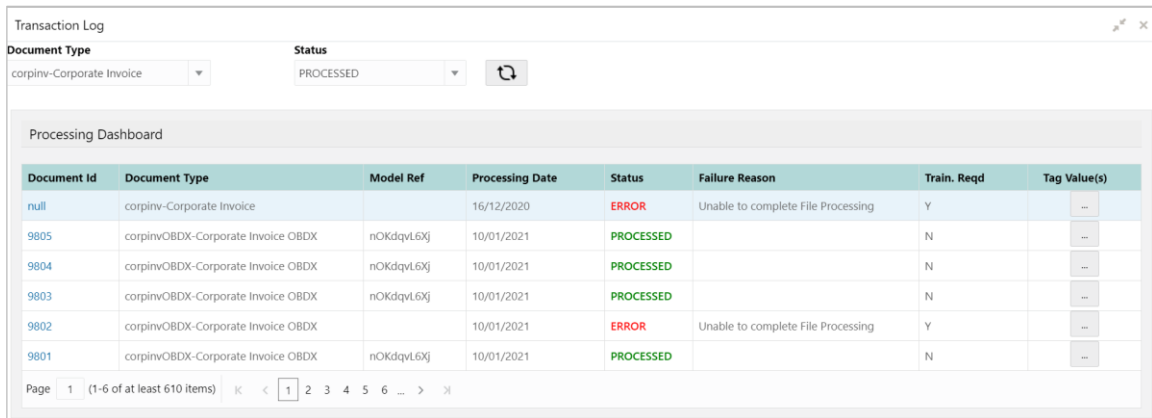 Transaction Log
Document Type Status
corpinv-Corporate Invoice PROCESSED
Processing Dashboard
Document Id Document Type Model Ref Processing Date Status Failure Reason Train. Reqd Tag Value(s)
null corpinv-Corporate Invoice 16/12/2020 ERROR Unable to complete File Processing Y ...
9805 corpinvOBDX-Corporate Invoice OBDX nOKdqvL6Xj 10/01/2021 PROCESSED N ...
9804 corpinvOBDX-Corporate Invoice OBDX nOKdqvL6Xj 10/01/2021 PROCESSED N ...
9803 corpinvOBDX-Corporate Invoice OBDX nOKdqvL6Xj 10/01/2021 PROCESSED N ...
9802 corpinvOBDX-Corporate Invoice OBDX 10/01/2021 ERROR Unable to complete File Processing Y ...
9801 corpinvOBDX-Corporate Invoice OBDX nOKdqvL6Xj 10/01/2021 PROCESSED N ...
Page 1 (1-6 of at least 610 items) 1 2 3 4 5 6 ...